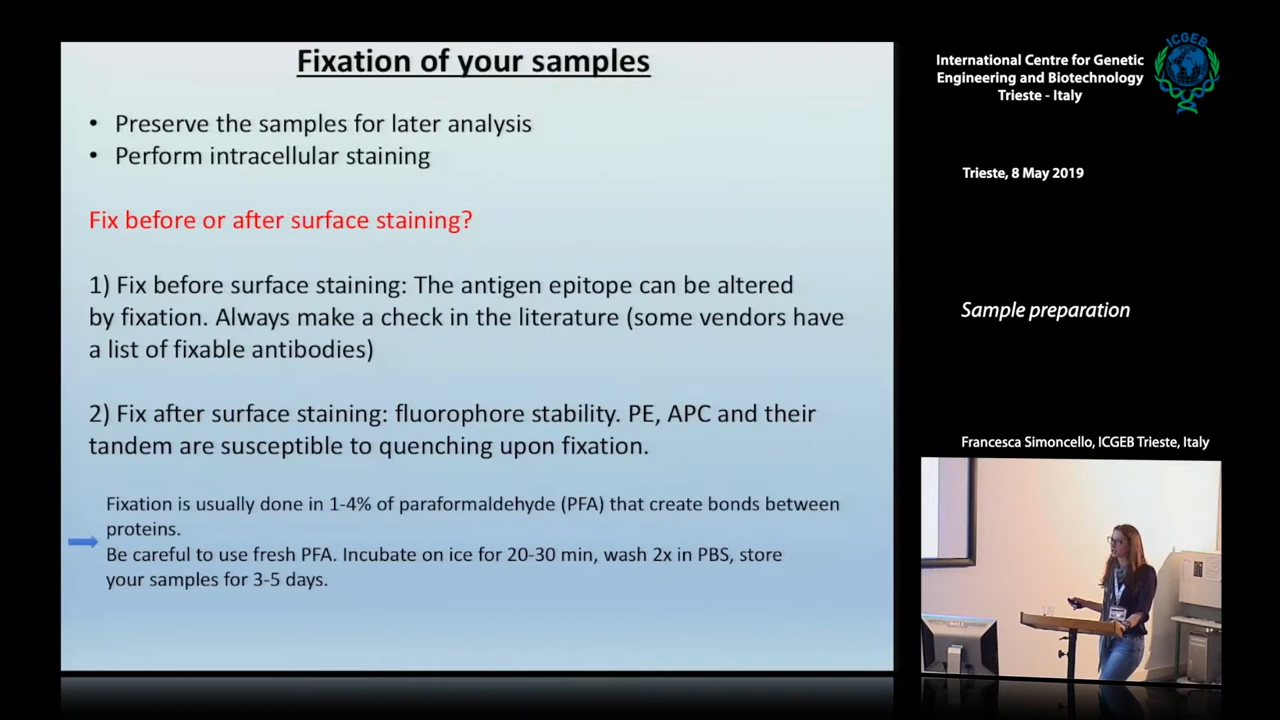 Fixation of your samples
• Preserve the samples for later analysis
• Perform intracellular staining
Fix before or after surface staining?
1) Fix before surface staining: The antigen epitope can be altered
by fixation. Always make a check in the literature (some vendors have
a list of fixable antibodies)
2) Fix after surface staining: fluorophore stability. PE, APC and their
tandem are susceptible to quenching upon fixation.
Fixation is usually done in 1-4% of paraformaldehyde (PFA) that create bonds between
proteins.
Be careful to use fresh PFA. Incubate on ice for 20-30 min, wash 2x in PBS, store
your samples for 3-5 days.
International Centre for Genetic
Engineering and Biotechnology
Trieste - Italy
ICGEB
Trieste, 8 May 2019
Sample preparation
Francesca Simoncello, ICGEB Trieste, Italy